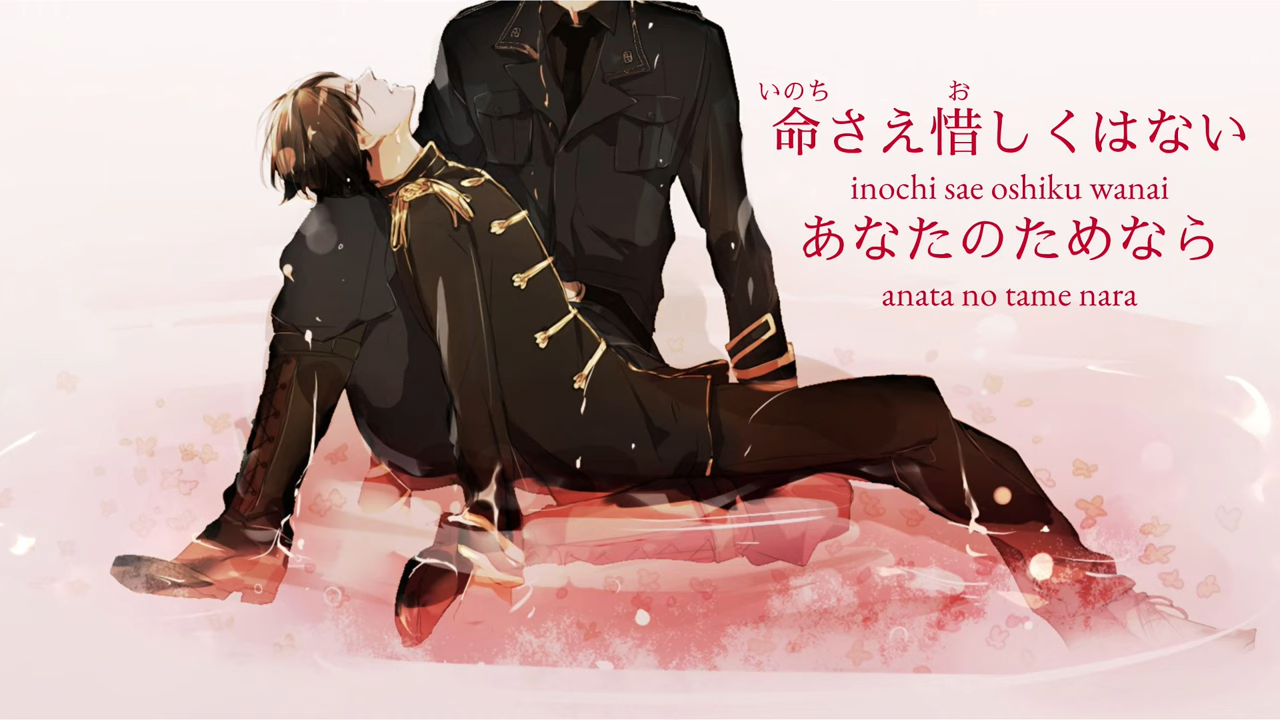 いのち お
命さえ惜しくはない
inochi sae oshiku wanai
あなたのためなら
anata no tame nara